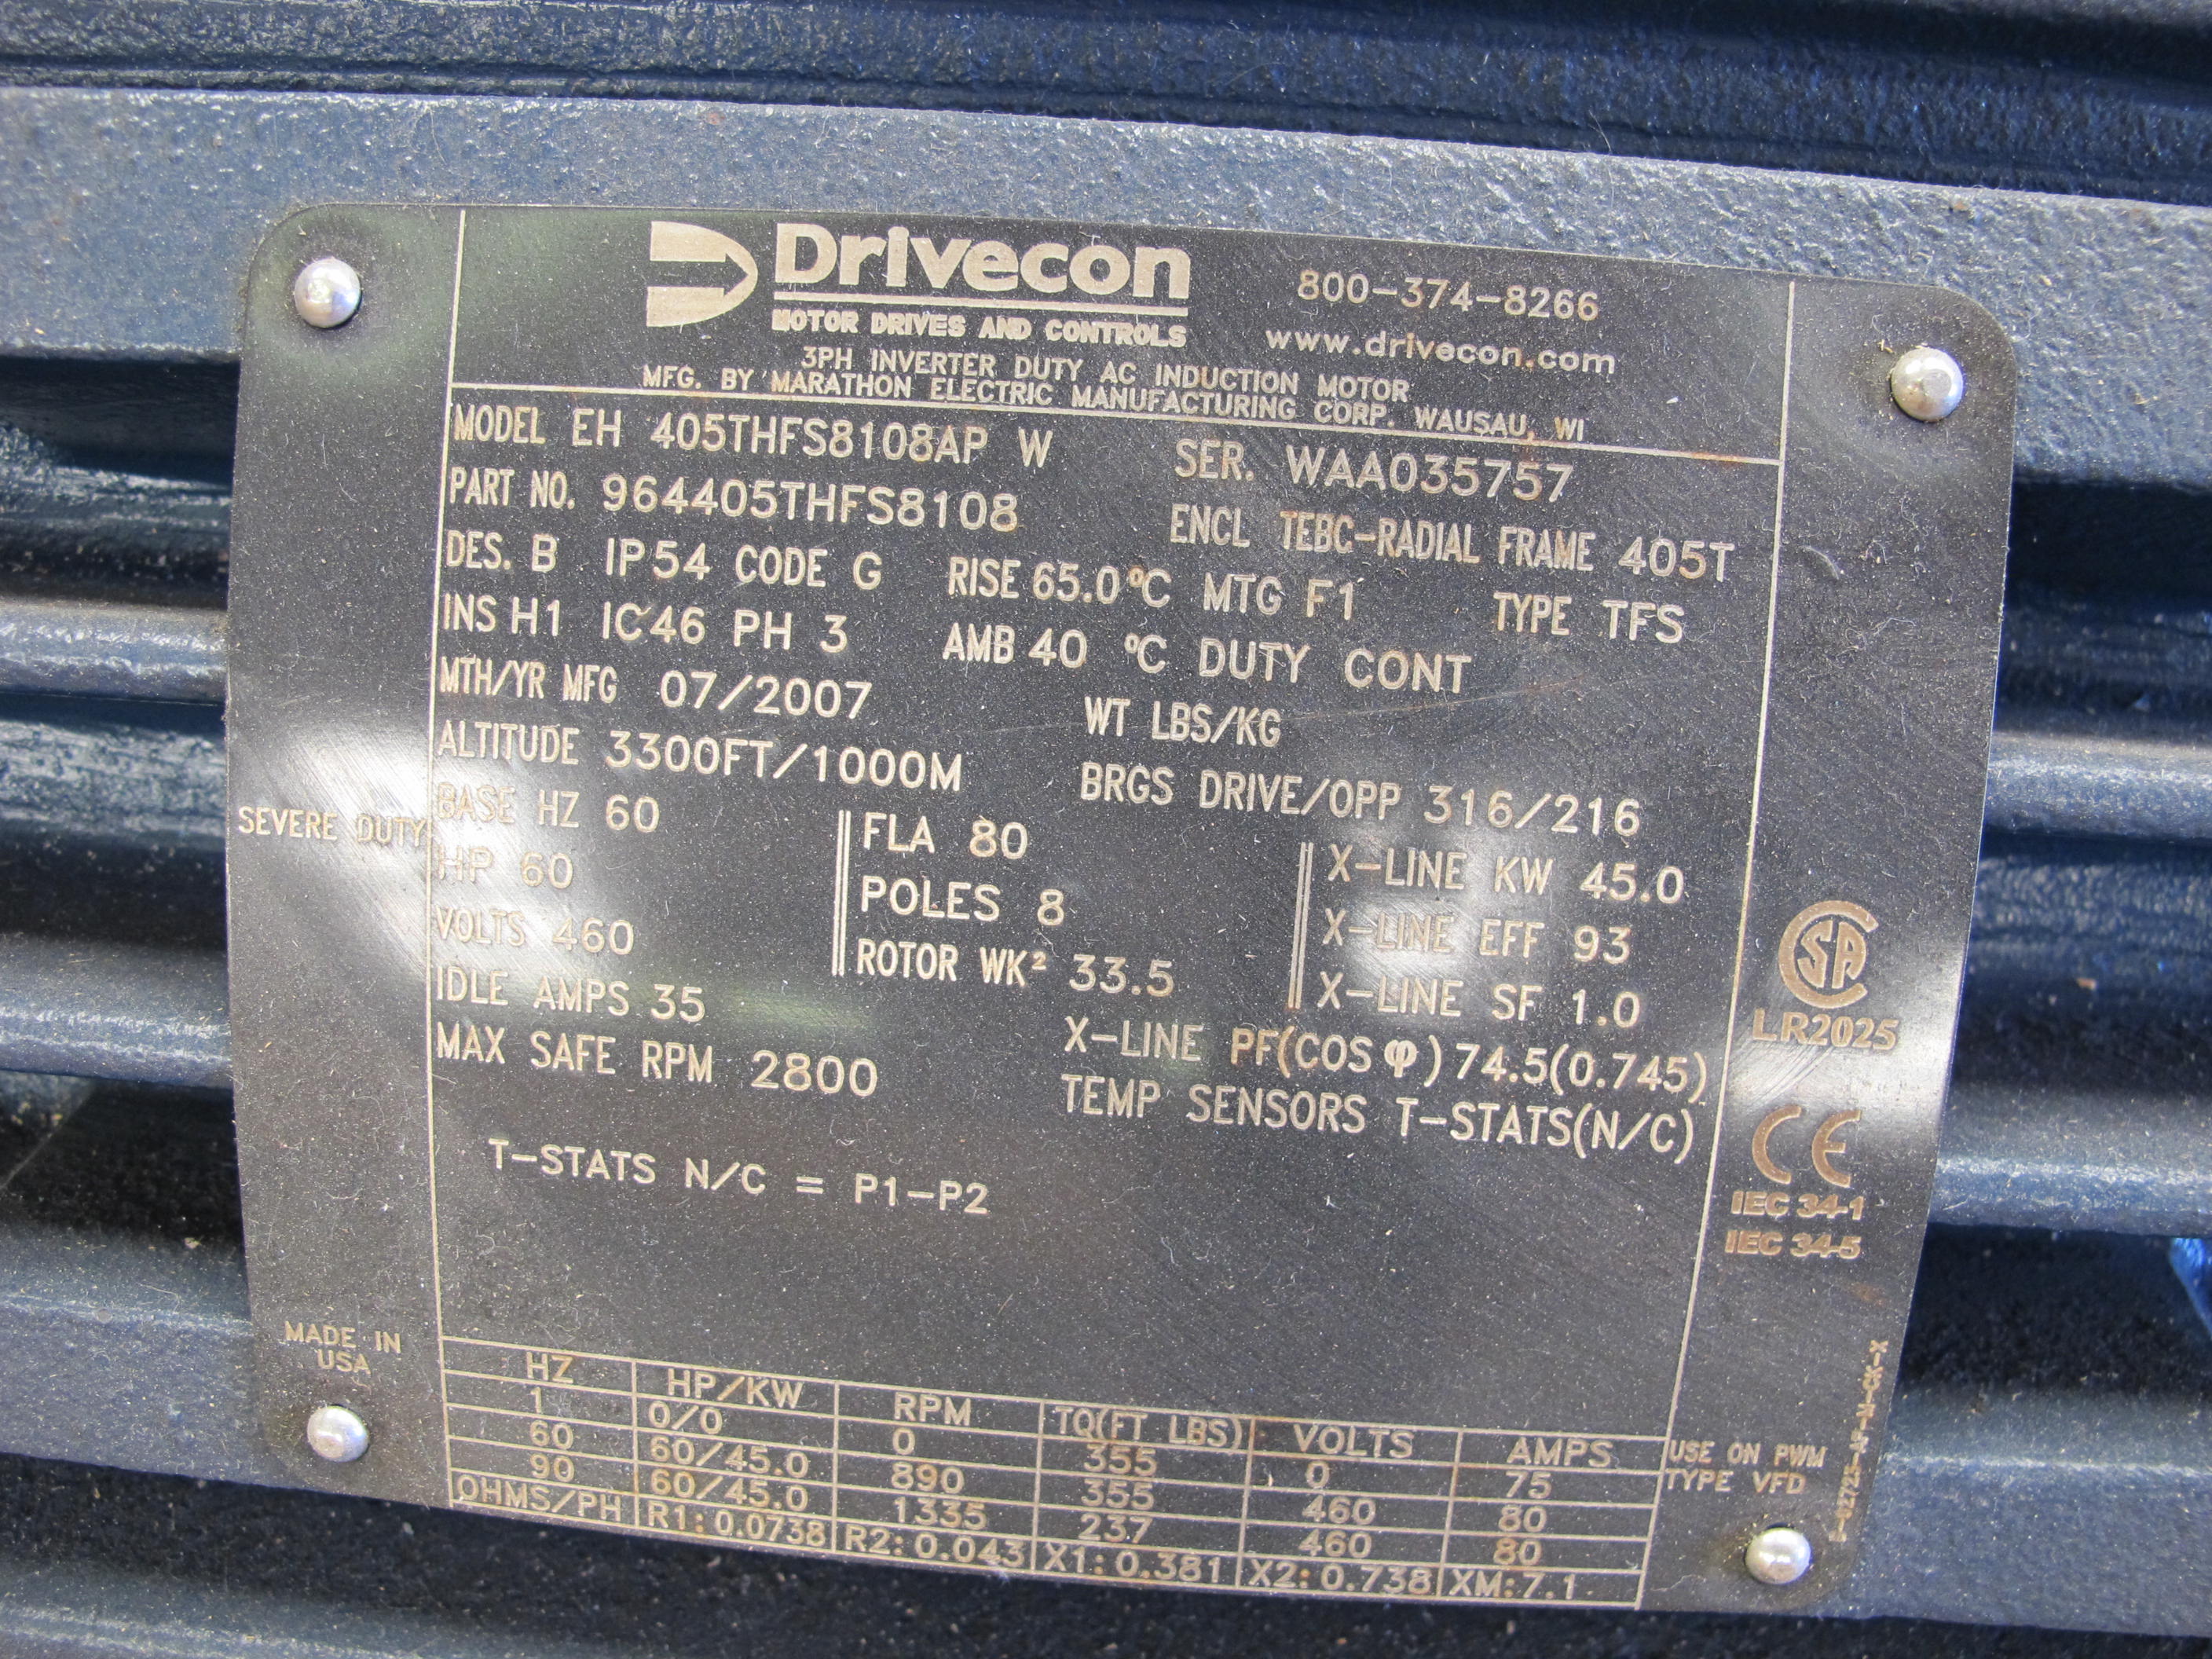 Drivecon
MOTOR DRIVES AND CONTROLS
800-374-8266
www.drivecon.com
3PH INVERTER DUTY AC INDUCTION MOTOR
MFG. BY MARATHON ELECTRIC MANUFACTURING CORP. WAUSAU, WI
MODEL EH 405THFS8108AP W SER. WAA035757
PART NO. 964405THFS8108 ENCL TEBC-RADIAL FRAME 405T
DES. B IP54 CODE G RISE 65.0°C MTG F1 TYPE TFS
INS H1 IC46 PH 3 AMB 40 °C DUTY CONT
MTH/YR MFG 07/2007 WT LBS/KG
ALTITUDE 3300FT/1000M BRGS DRIVE/OPP 316/216
SEVERE DUTY
BASE HZ 60 FLA 80 X-LINE KW 45.0
HP 60 POLES 8 X-LINE EFF 93
VOLTS 460 ROTOR WK² 33.5 X-LINE SF 1.0
IDLE AMPS 35 X-LINE PF(COS φ)74.5(0.745)
MAX SAFE RPM 2800 TEMP SENSORS T-STATS(N/C)
T-STATS N/C = P1-P2
CSA
LR2025
CE
IEC 34-1
IEC 34-5
MADE IN
USA
HZ HP/KW RPM TQ(FT LBS) VOLTS AMPS
1 0/0 0 355 0 75
60 60/45.0 890 355 460 80
90 60/45.0 1335 237 460 80
OHMS/PH R1:0.0738 R2:0.043 X1:0.381 X2:0.738 XM:7.1
USE ON PWM
TYPE VFD